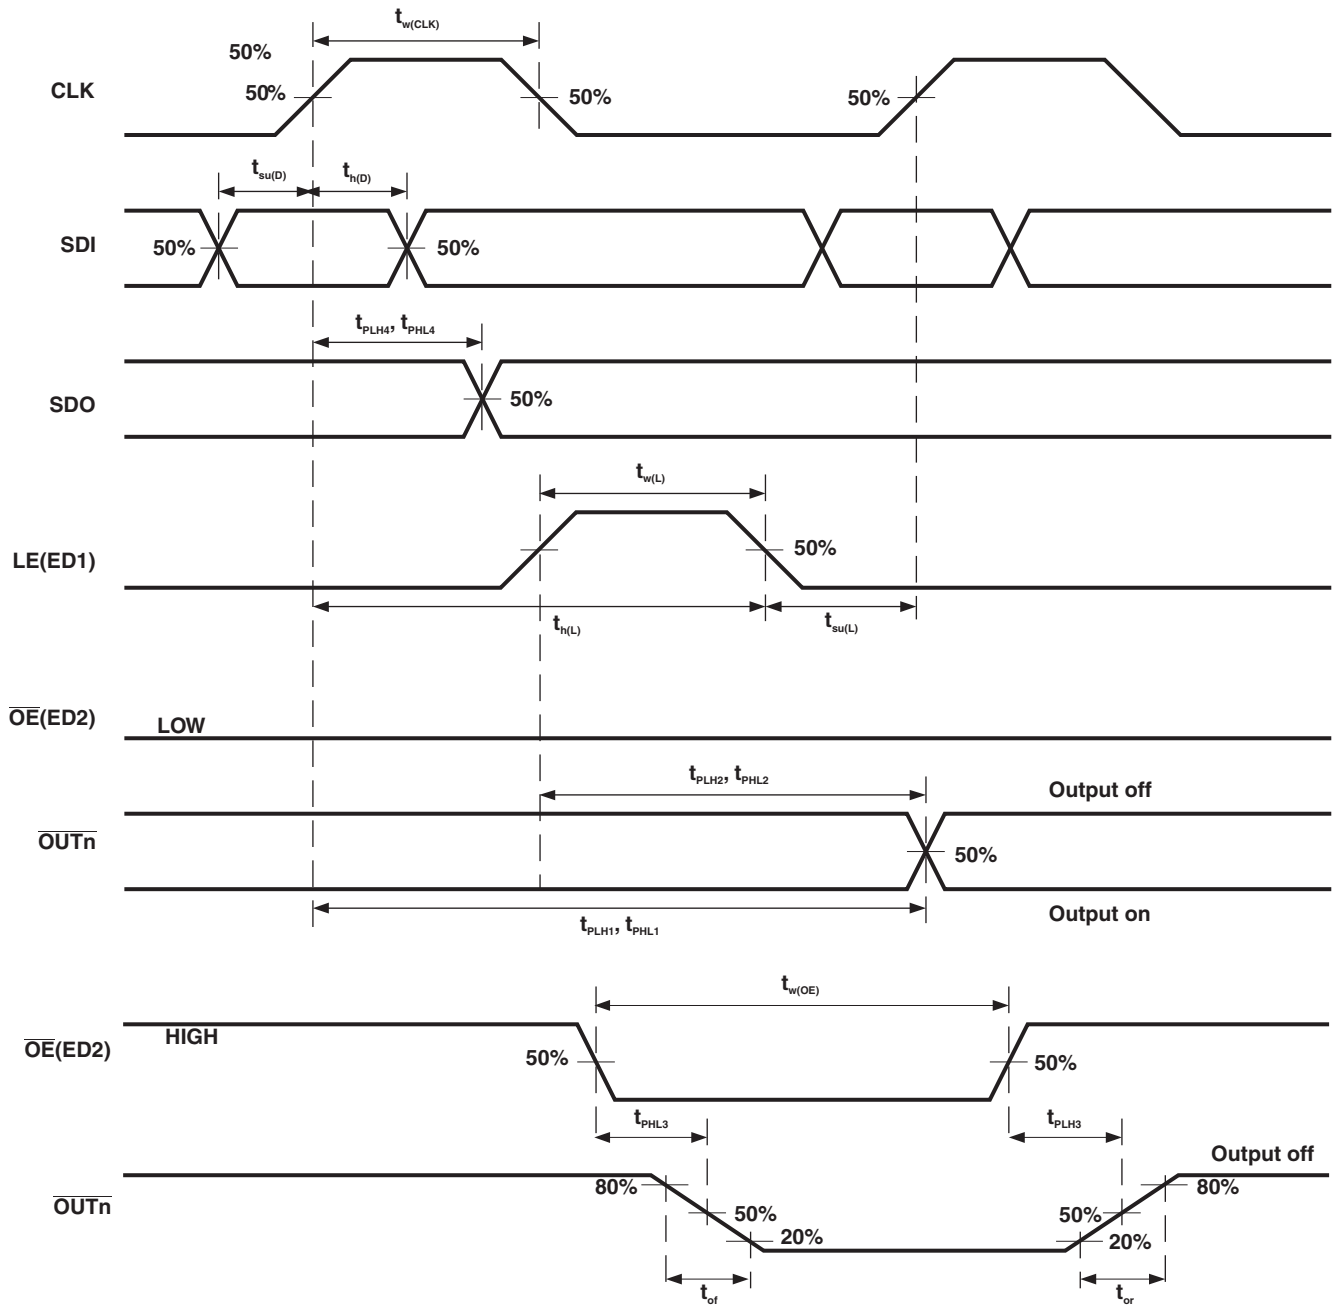 t_w(CLK)
50%
CLK
50%
50%
50%
t_su(D)
t_h(D)
SDI
50%
50%
t_PLH4, t_PHL4
SDO
50%
t_w(L)
LE(ED1)
50%
t_h(L)
t_su(L)
OE(ED2)
LOW
t_PLH2, t_PHL2
Output off
OUTn
50%
Output on
t_PLH1, t_PHL1
t_w(OE)
HIGH
OE(ED2)
50%
50%
t_PHL3
t_PLH3
Output off
80%
80%
OUTn
50%
50%
20%
20%
t_of
t_or